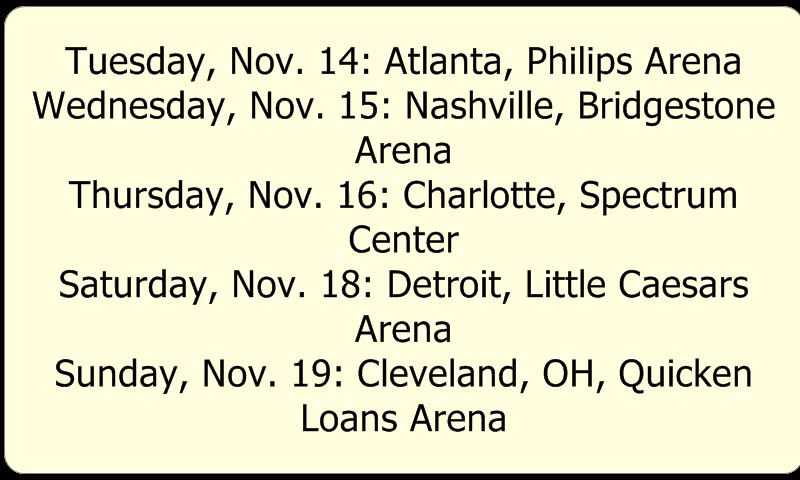 Tuesday, Nov. 14: Atlanta, Philips Arena
Wednesday, Nov. 15: Nashville, Bridgestone
Arena
Thursday, Nov. 16: Charlotte, Spectrum
Center
Saturday, Nov. 18: Detroit, Little Caesars
Arena
Sunday, Nov. 19: Cleveland, OH, Quicken
Loans Arena